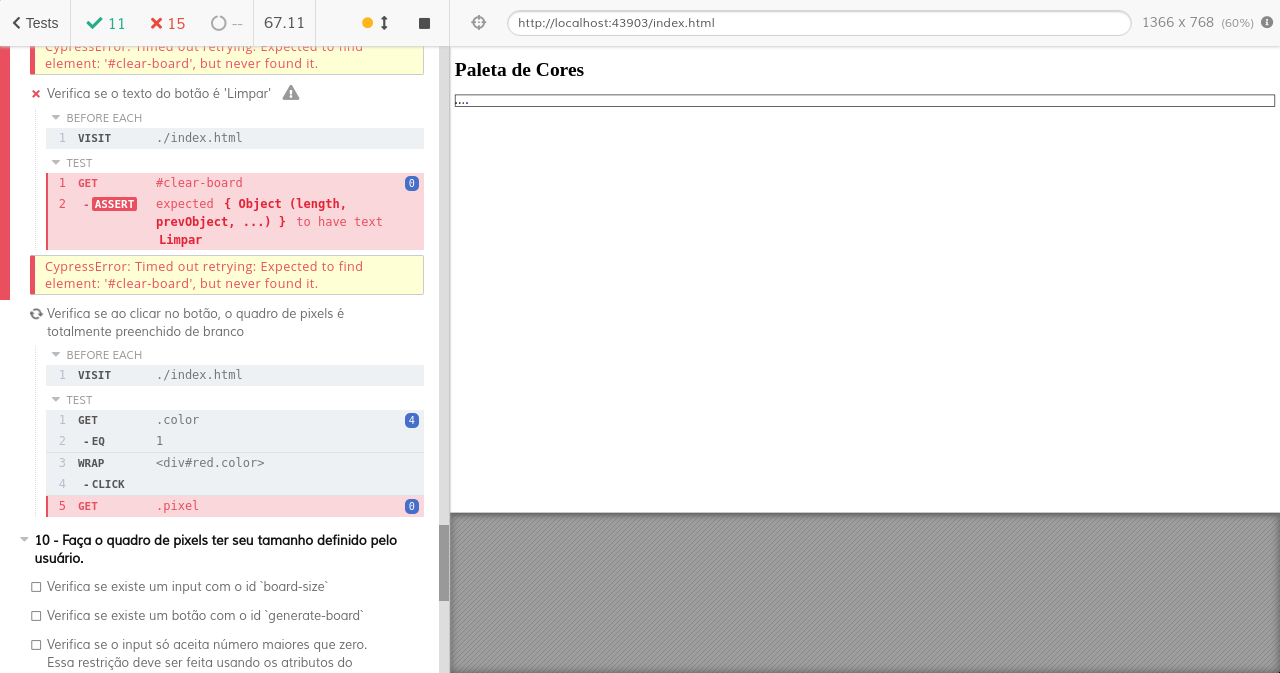 Tests 11 15 -- 67.11
http://localhost:43903/index.html 1366 x 768 (60%)
CypressError: Timed out retrying: Expected to find
element: '#clear-board', but never found it.
Verifica se o texto do botão é 'Limpar'
BEFORE EACH
1 VISIT ./index.html
TEST
1 GET #clear-board 0
2 - ASSERT expected { Object (length,
prevObject, ...) } to have text
Limpar
CypressError: Timed out retrying: Expected to find
element: '#clear-board', but never found it.
Verifica se ao clicar no botão, o quadro de pixels é
totalmente preenchido de branco
BEFORE EACH
1 VISIT ./index.html
TEST
1 GET .color 4
2 - EQ 1
3 WRAP <div#red.color>
4 - CLICK
5 GET .pixel 0
10 - Faça o quadro de pixels ter seu tamanho definido pelo
usuário.
Verifica se existe um input com o id `board-size`
Verifica se existe um botão com o id `generate-board`
Verifica se o input só aceita número maiores que zero.
Essa restrição deve ser feita usando os atributos do
Paleta de Cores
....